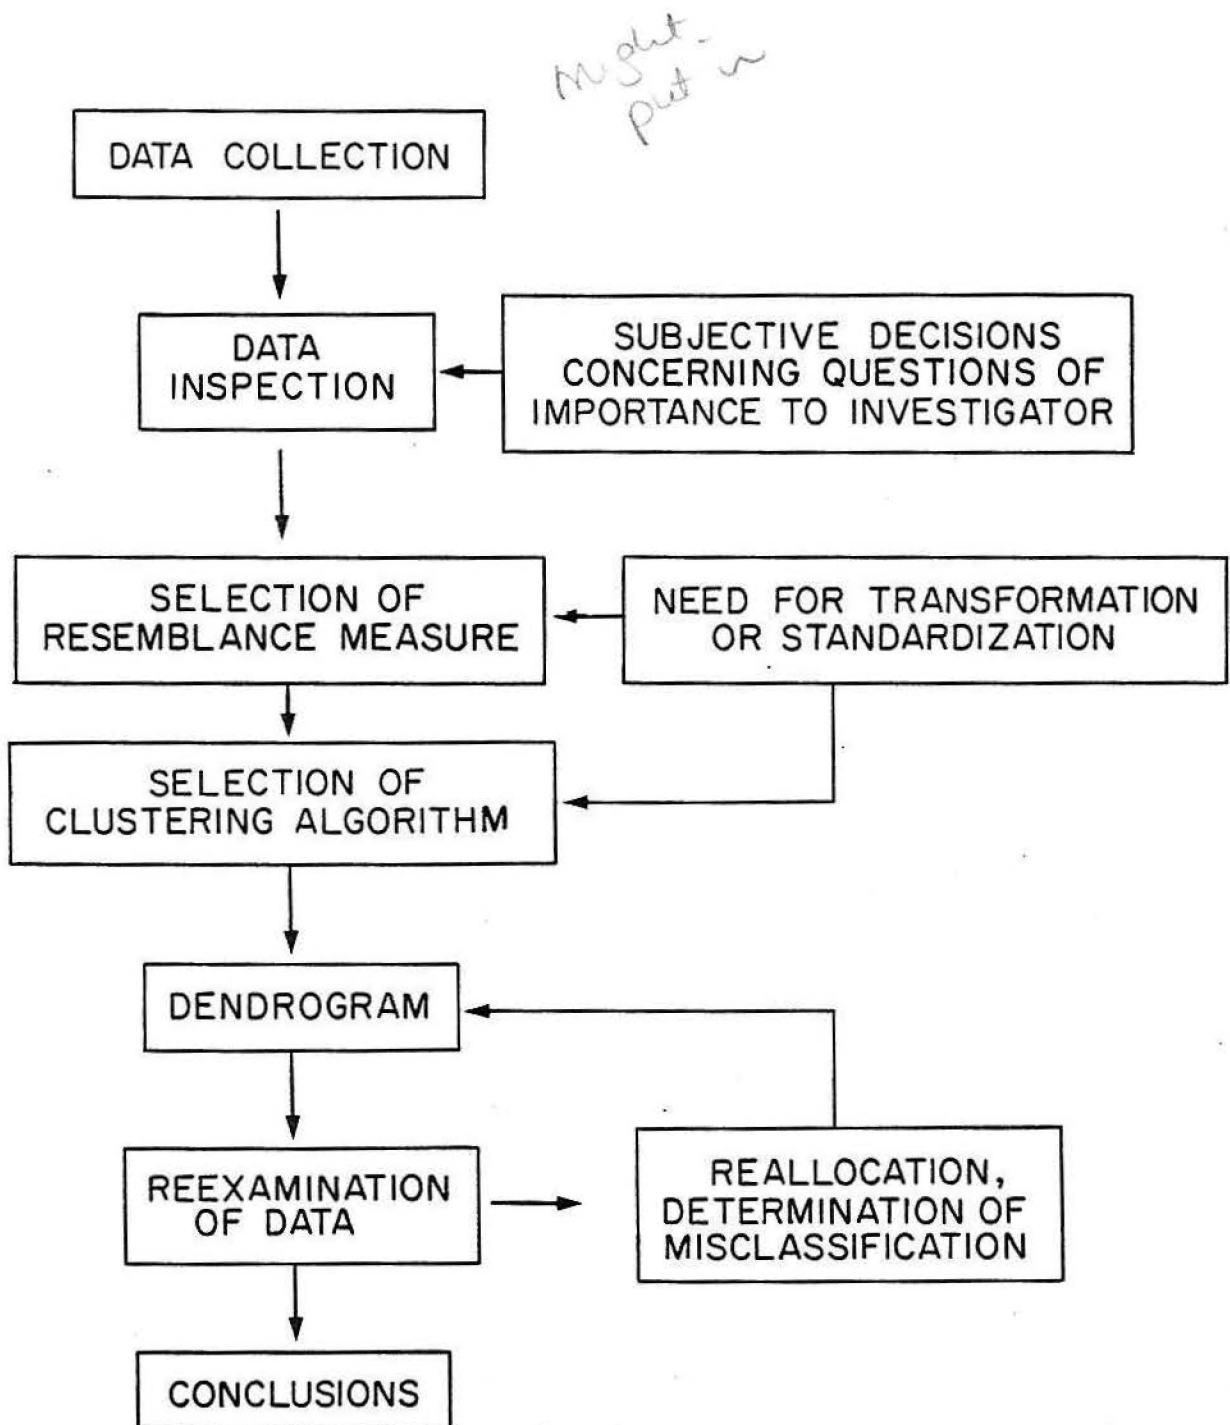 might
put in
DATA COLLECTION
DATA
INSPECTION
SUBJECTIVE DECISIONS
CONCERNING QUESTIONS OF
IMPORTANCE TO INVESTIGATOR
SELECTION OF
RESEMBLANCE MEASURE
NEED FOR TRANSFORMATION
OR STANDARDIZATION
SELECTION OF
CLUSTERING ALGORITHM
DENDROGRAM
REEXAMINATION
OF DATA
REALLOCATION,
DETERMINATION OF
MISCLASSIFICATION
CONCLUSIONS